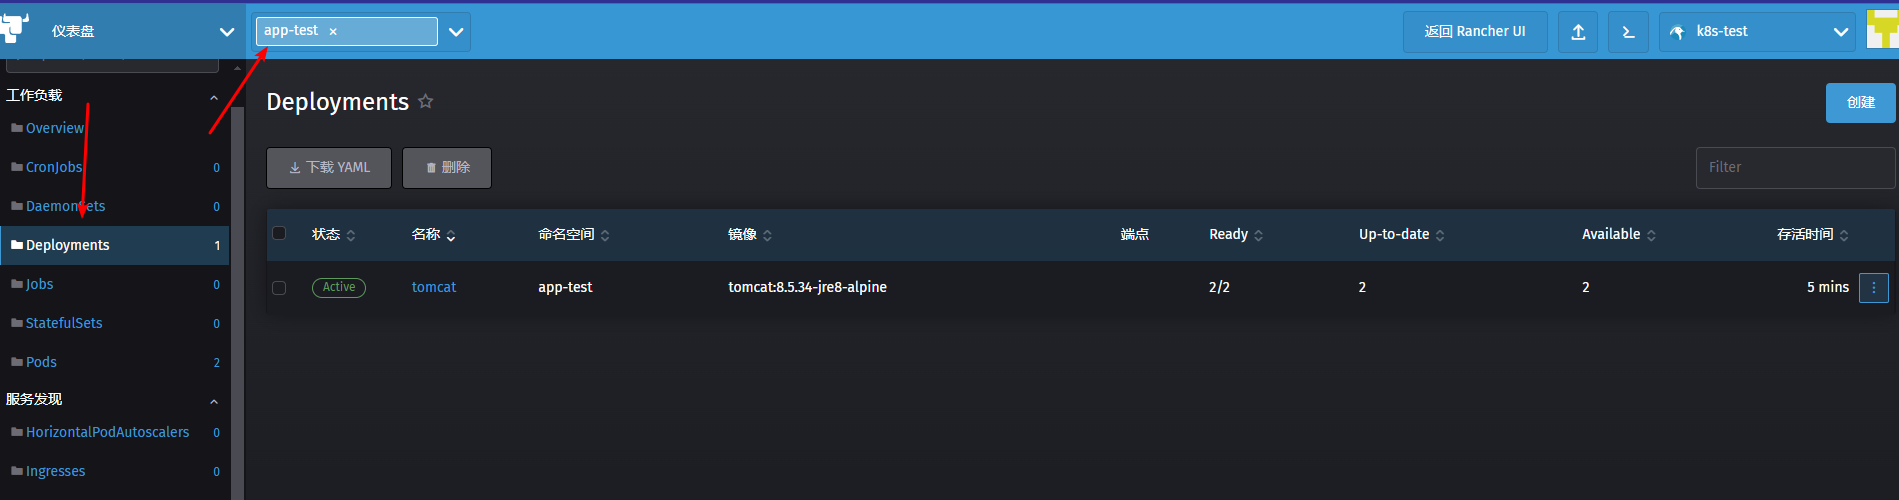 仪表盘
app-test ×
返回 Rancher UI
k8s-test
工作负载
Overview
CronJobs 0
DaemonSets 0
Deployments 1
Jobs 0
StatefulSets 0
Pods 2
服务发现
HorizontalPodAutoscalers 0
Ingresses 0
Deployments
创建
下载 YAML
删除
Filter
状态 名称 命名空间 镜像 端点 Ready Up-to-date Available 存活时间
Active tomcat app-test tomcat:8.5.34-jre8-alpine 2/2 2 2 5 mins